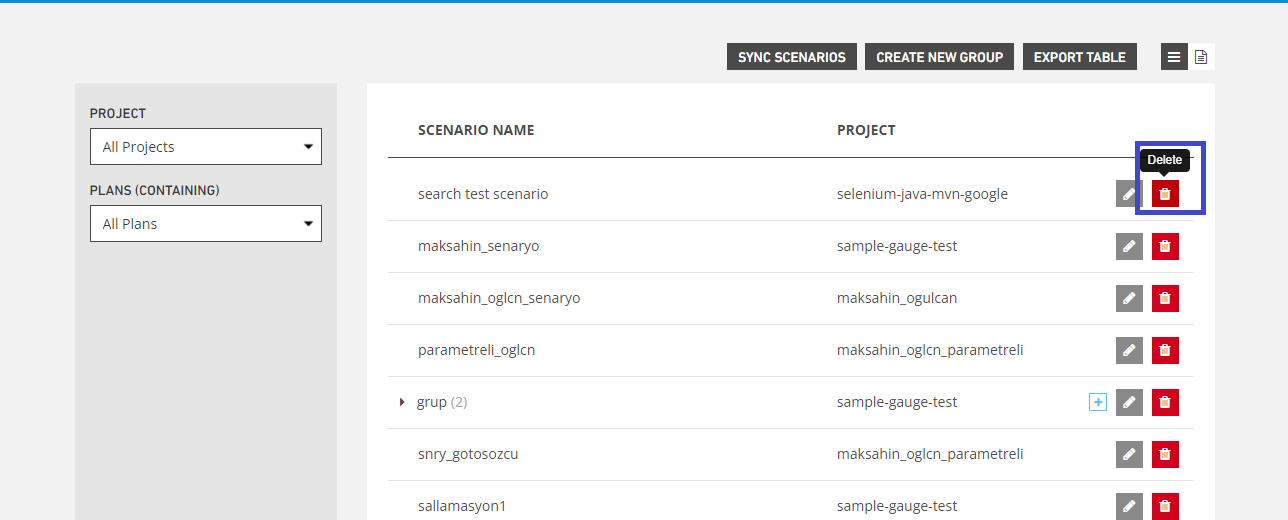 SYNC SCENARIOS CREATE NEW GROUP EXPORT TABLE
PROJECT
All Projects
PLANS (CONTAINING)
All Plans
SCENARIO NAME PROJECT
Delete
search test scenario selenium-java-mvn-google
maksahin_senaryo sample-gauge-test
maksahin_oglcn_senaryo maksahin_ogulcan
parametreli_oglcn maksahin_oglcn_parametreli
grup (2) sample-gauge-test
snry_gotosozcu maksahin_oglcn_parametreli
sallamasyon1 sample-gauge-test